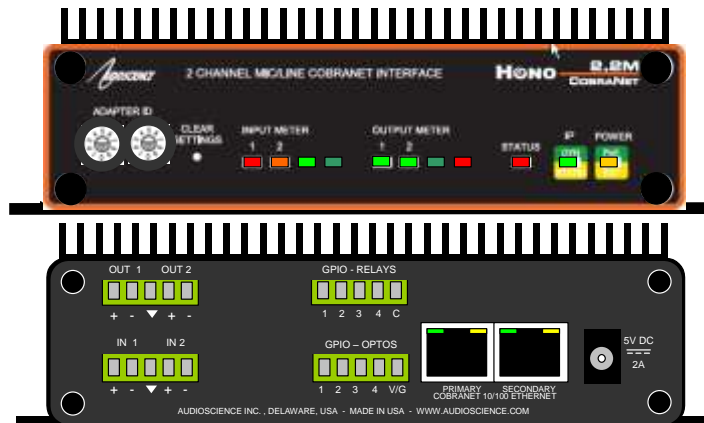 AUDIOSCIENCE 2 CHANNEL MIC/LINE COBRANET INTERFACE HONO 2.2M
COBRANET
ADAPTER ID
CLEAR
SETTINGS
INPUT METER
1 2
OUTPUT METER
1 2
STATUS
IP POWER
DYN PoE
STATIC EXT
OUT 1 OUT 2
+ - ▼ + -
GPIO - RELAYS
1 2 3 4 C
IN 1 IN 2
+ - ▼ + -
GPIO – OPTOS
1 2 3 4 V/G
PRIMARY SECONDARY
COBRANET 10/100 ETHERNET
5V DC
2A
AUDIOSCIENCE INC. , DELAWARE, USA - MADE IN USA - WWW.AUDIOSCIENCE.COM